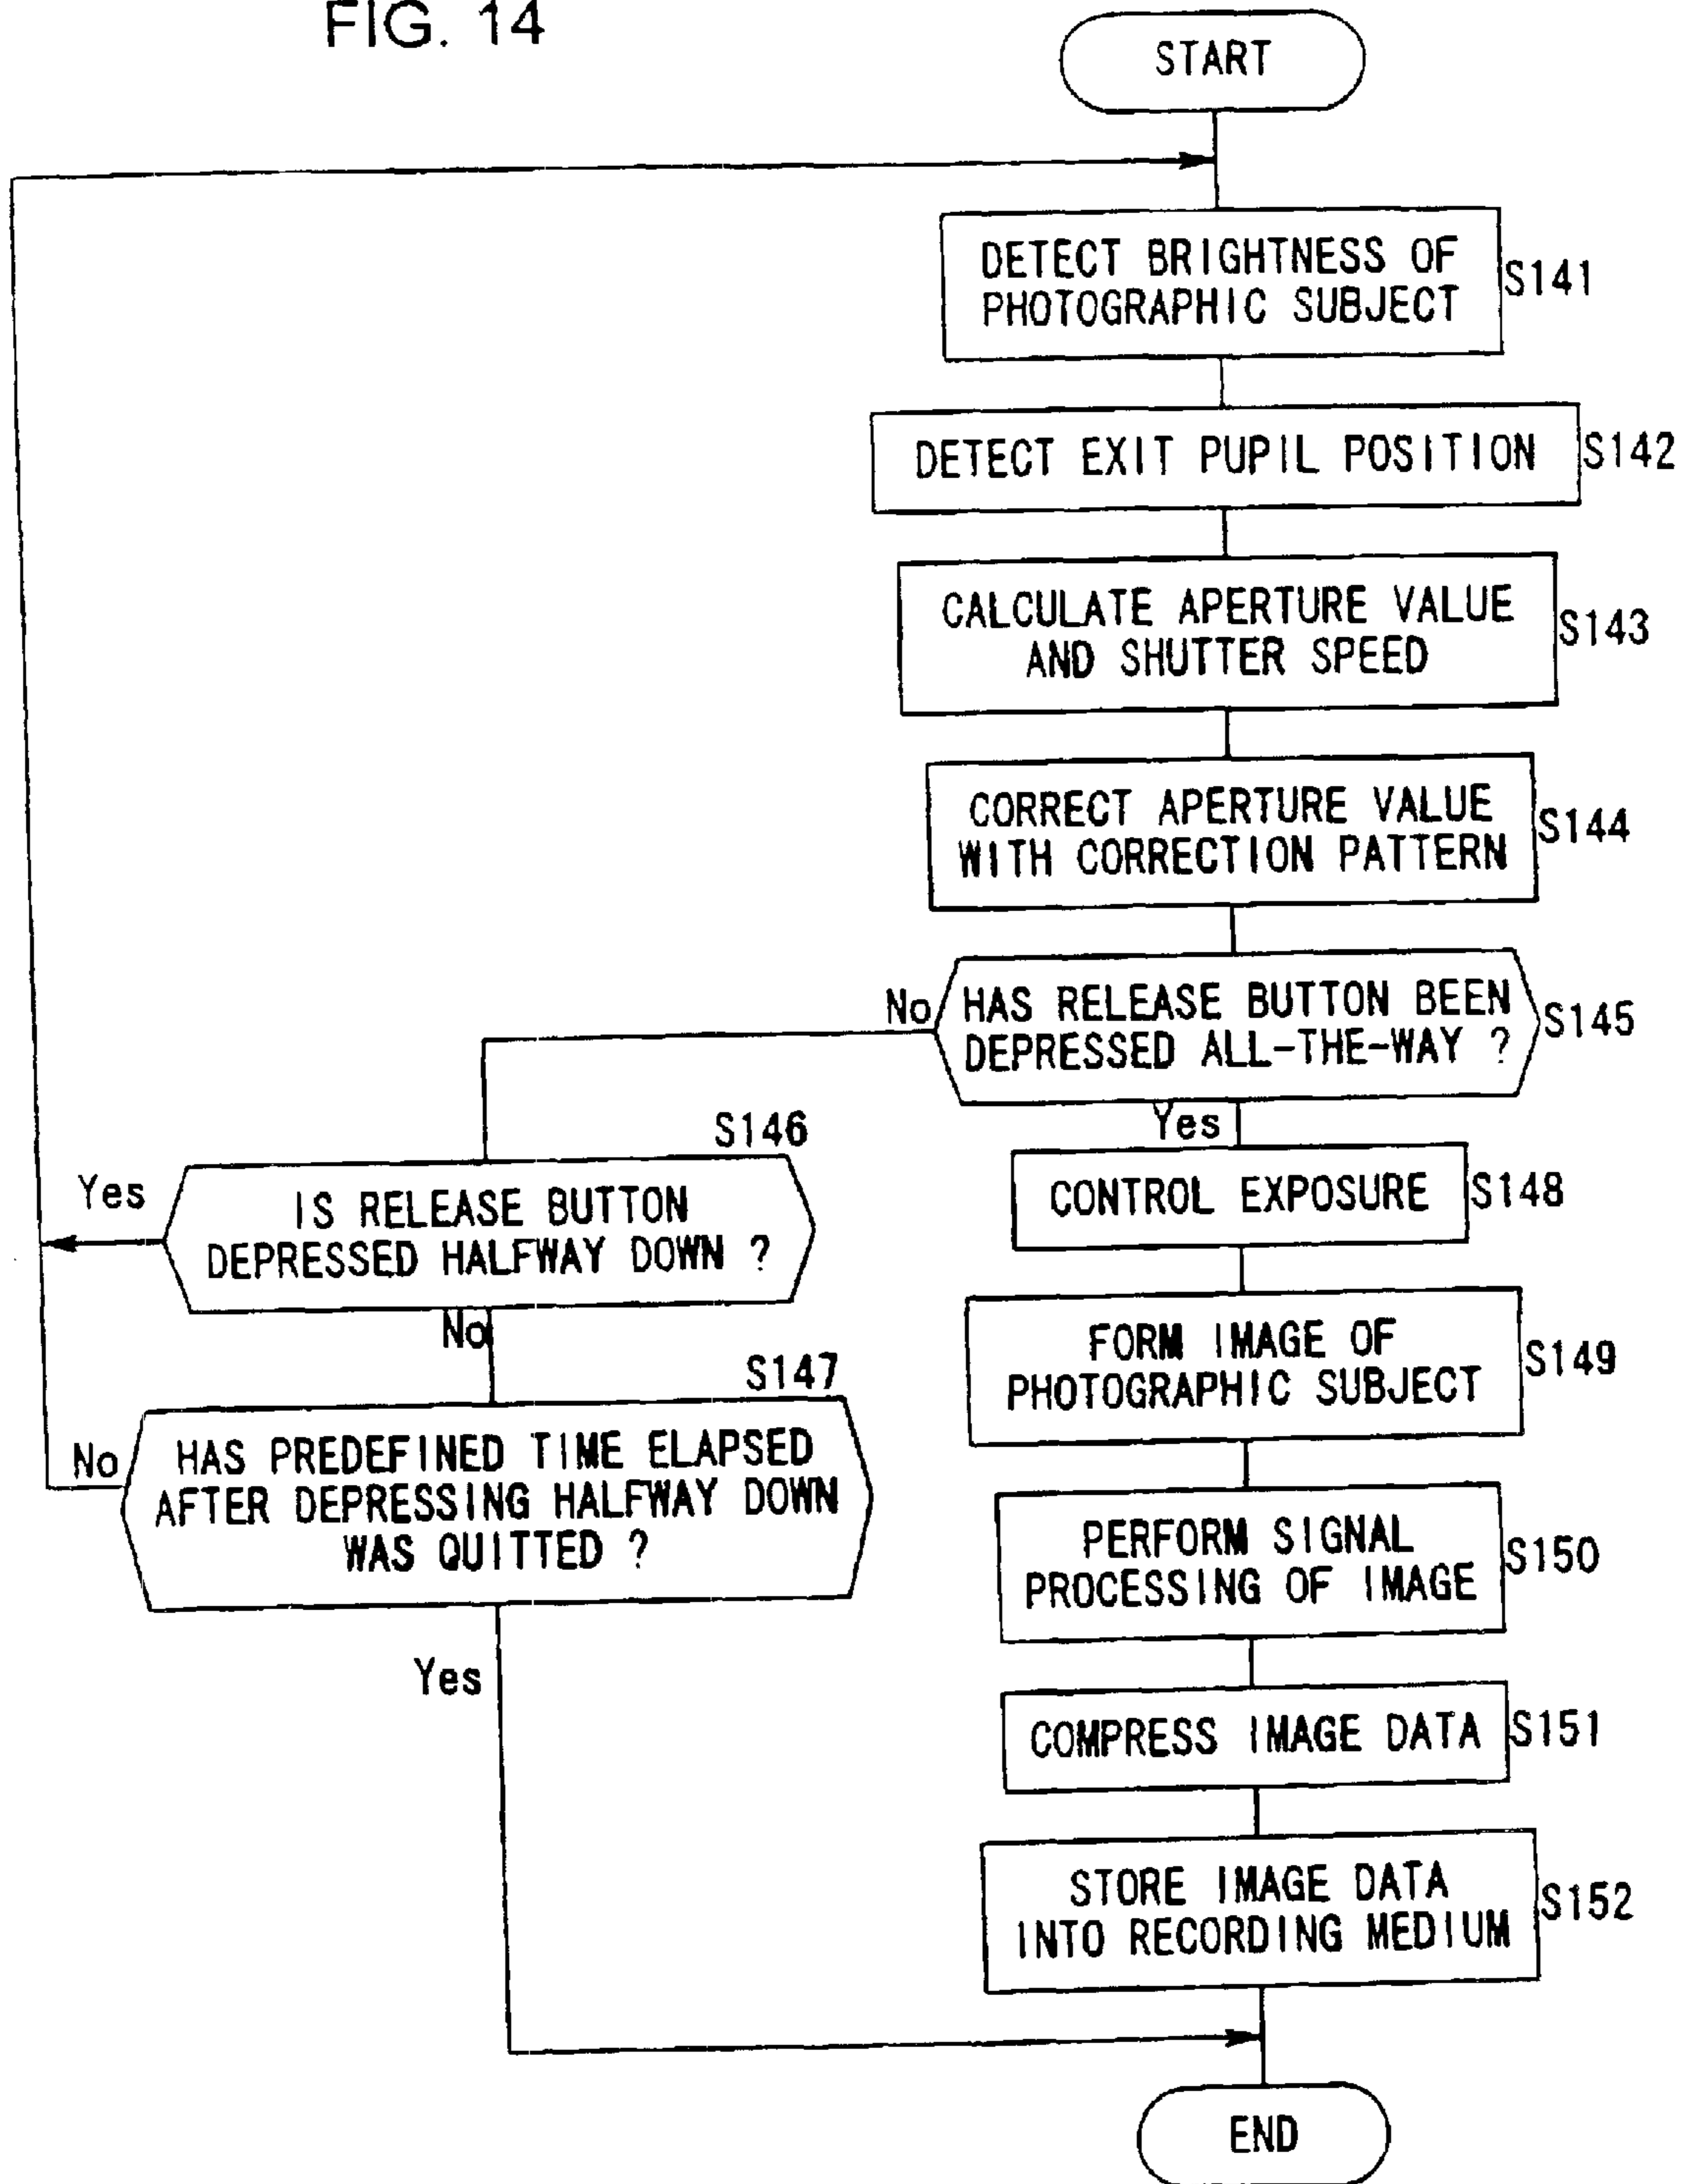 FIG. 14
START
DETECT BRIGHTNESS OF
PHOTOGRAPHIC SUBJECT
S141
DETECT EXIT PUPIL POSITION
S142
CALCULATE APERTURE VALUE
AND SHUTTER SPEED
S143
CORRECT APERTURE VALUE
WITH CORRECTION PATTERN
S144
HAS RELEASE BUTTON BEEN
DEPRESSED ALL-THE-WAY ?
S145
No
Yes
S146
IS RELEASE BUTTON
DEPRESSED HALFWAY DOWN ?
Yes
No
S147
HAS PREDEFINED TIME ELAPSED
AFTER DEPRESSING HALFWAY DOWN
WAS QUITTED ?
No
Yes
CONTROL EXPOSURE
S148
FORM IMAGE OF
PHOTOGRAPHIC SUBJECT
S149
PERFORM SIGNAL
PROCESSING OF IMAGE
S150
COMPRESS IMAGE DATA
S151
STORE IMAGE DATA
INTO RECORDING MEDIUM
S152
END